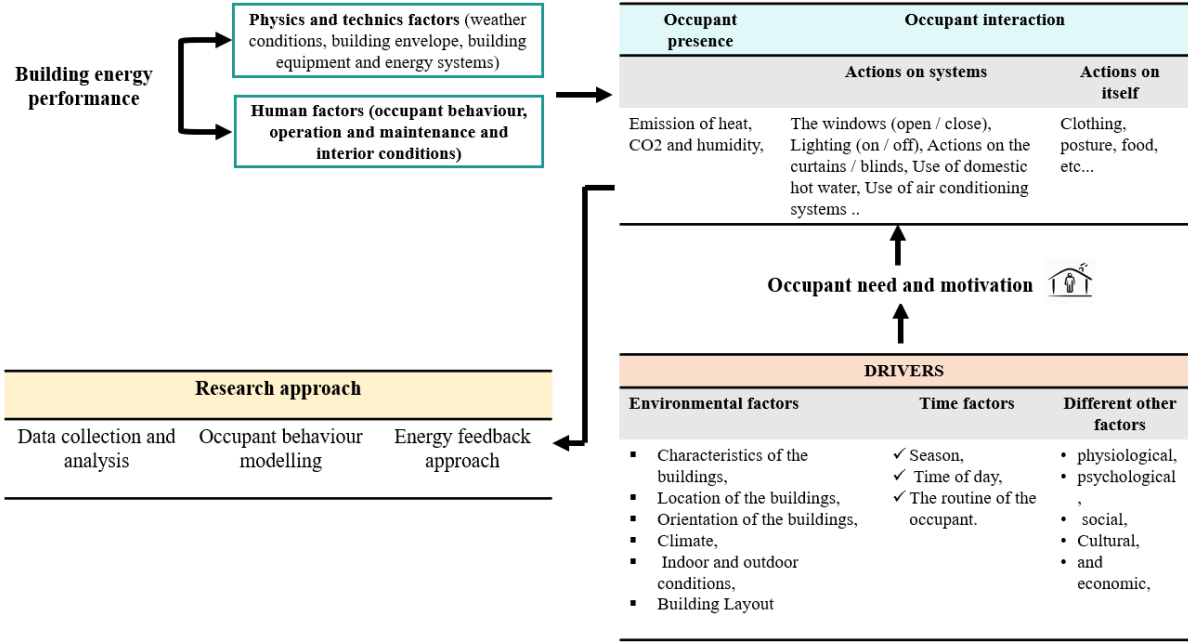 Building energy
performance
Physics and technics factors (weather
conditions, building envelope, building
equipment and energy systems)
Human factors (occupant behaviour,
operation and maintenance and
interior conditions)
Occupant
presence
Occupant interaction
Actions on systems
Actions on
itself
Emission of heat,
CO2 and humidity,
The windows (open / close),
Lighting (on / off), Actions on the
curtains / blinds, Use of domestic
hot water, Use of air conditioning
systems ..
Clothing,
posture, food,
etc...
Occupant need and motivation
Research approach
Data collection and
analysis
Occupant behaviour
modelling
Energy feedback
approach
DRIVERS
Environmental factors
Time factors
Different other
factors
▪ Characteristics of the
buildings,
▪ Location of the buildings,
▪ Orientation of the buildings,
▪ Climate,
▪ Indoor and outdoor
conditions,
▪ Building Layout
✓ Season,
✓ Time of day,
✓ The routine of the
occupant.
• physiological,
• psychological
,
• social,
• Cultural,
• and
economic,